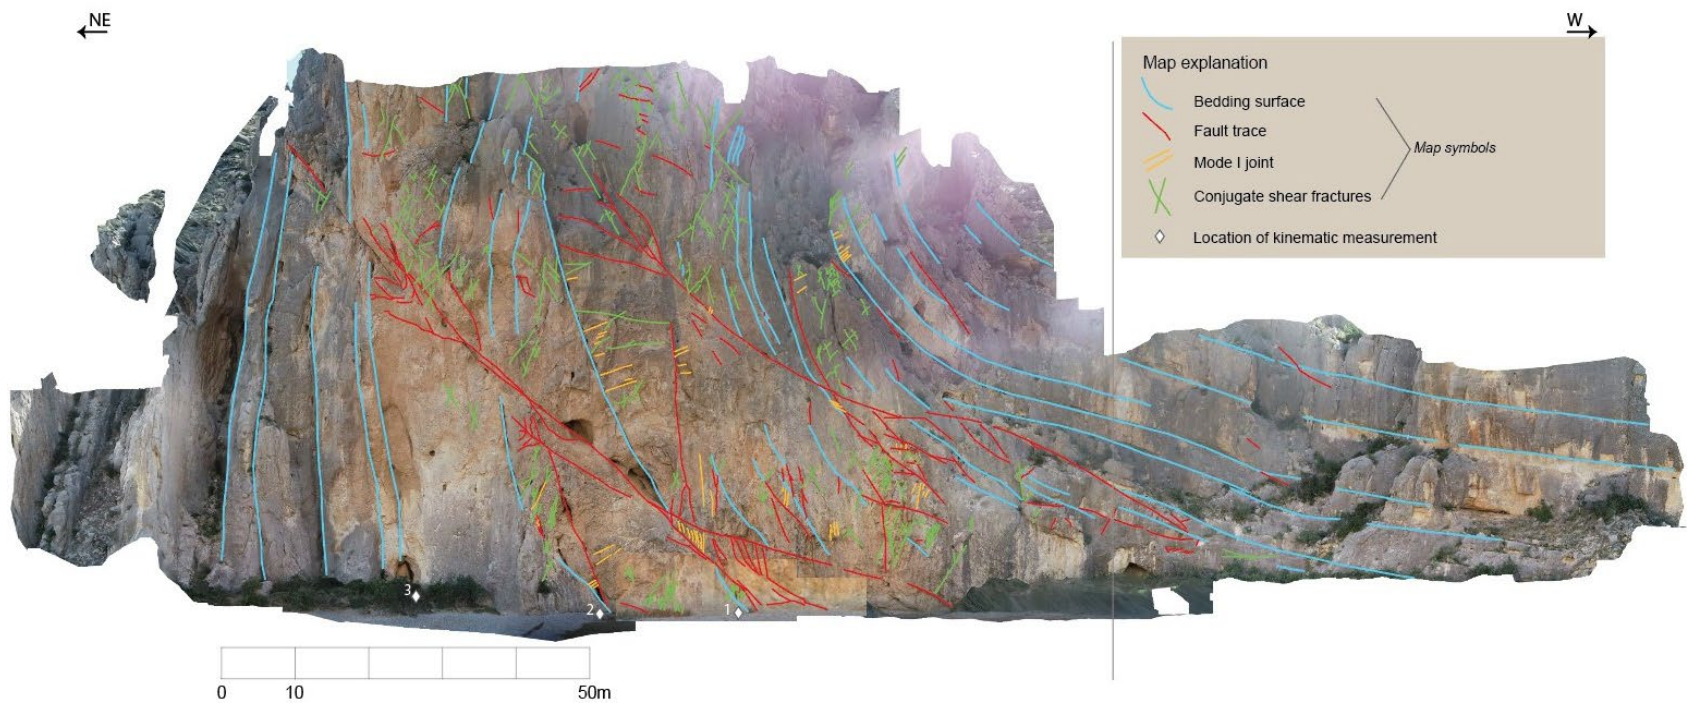 NE
W
Map explanation
Bedding surface
Fault trace
Map symbols
Mode I joint
Conjugate shear fractures
Location of kinematic measurement
3
2
1
0 10 50m